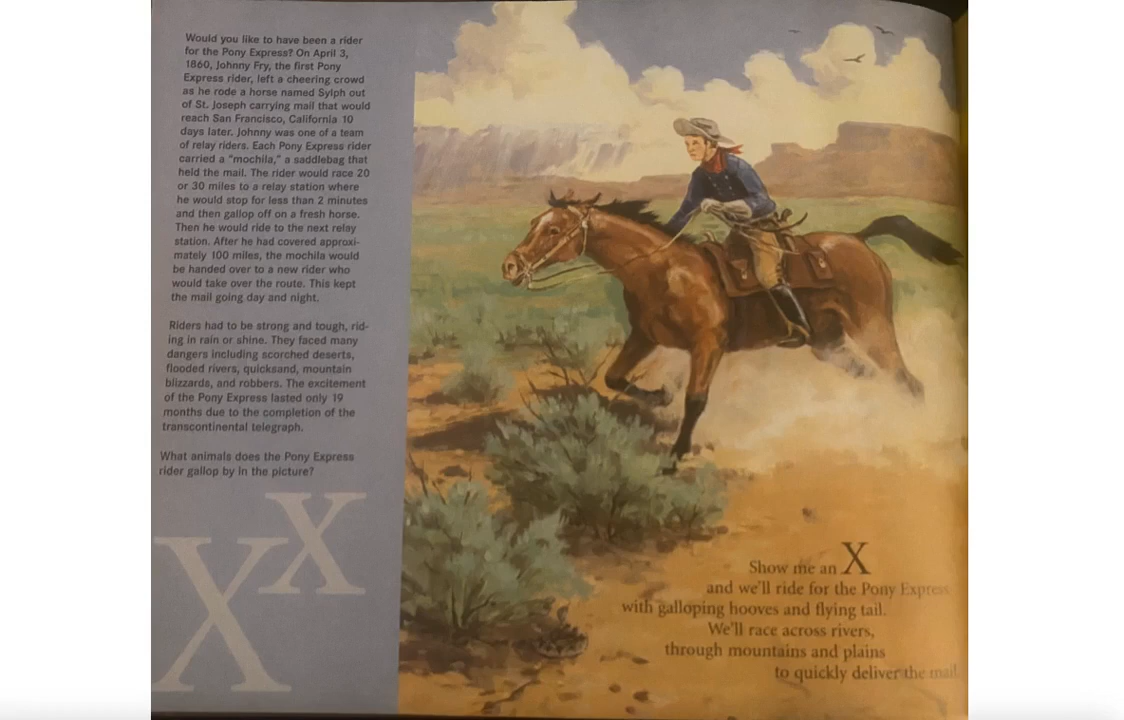 Would you like to have been a rider
for the Pony Express? On April 3,
1860, Johnny Fry, the first Pony
Express rider, left a cheering crowd
as he rode a horse named Sylph out
of St. Joseph carrying mail that would
reach San Francisco, California 10
days later. Johnny was one of a team
of relay riders. Each Pony Express rider
carried a "mochila," a saddlebag that
held the mail. The rider would race 20
or 30 miles to a relay station where
he would stop for less than 2 minutes
and then gallop off on a fresh horse.
Then he would ride to the next relay
station. After he had covered approxi-
mately 100 miles, the mochila would
be handed over to a new rider who
would take over the route. This kept
the mail going day and night.
Riders had to be strong and tough, rid-
ing in rain or shine. They faced many
dangers including scorched deserts,
flooded rivers, quicksand, mountain
blizzards, and robbers. The excitement
of the Pony Express lasted only 19
months due to the completion of the
transcontinental telegraph.
What animals does the Pony Express
rider gallop by in the picture?
X X
Show me an X
and we'll ride for the Pony Express
with galloping hooves and flying tail.
We'll race across rivers,
through mountains and plains
to quickly deliver the mail